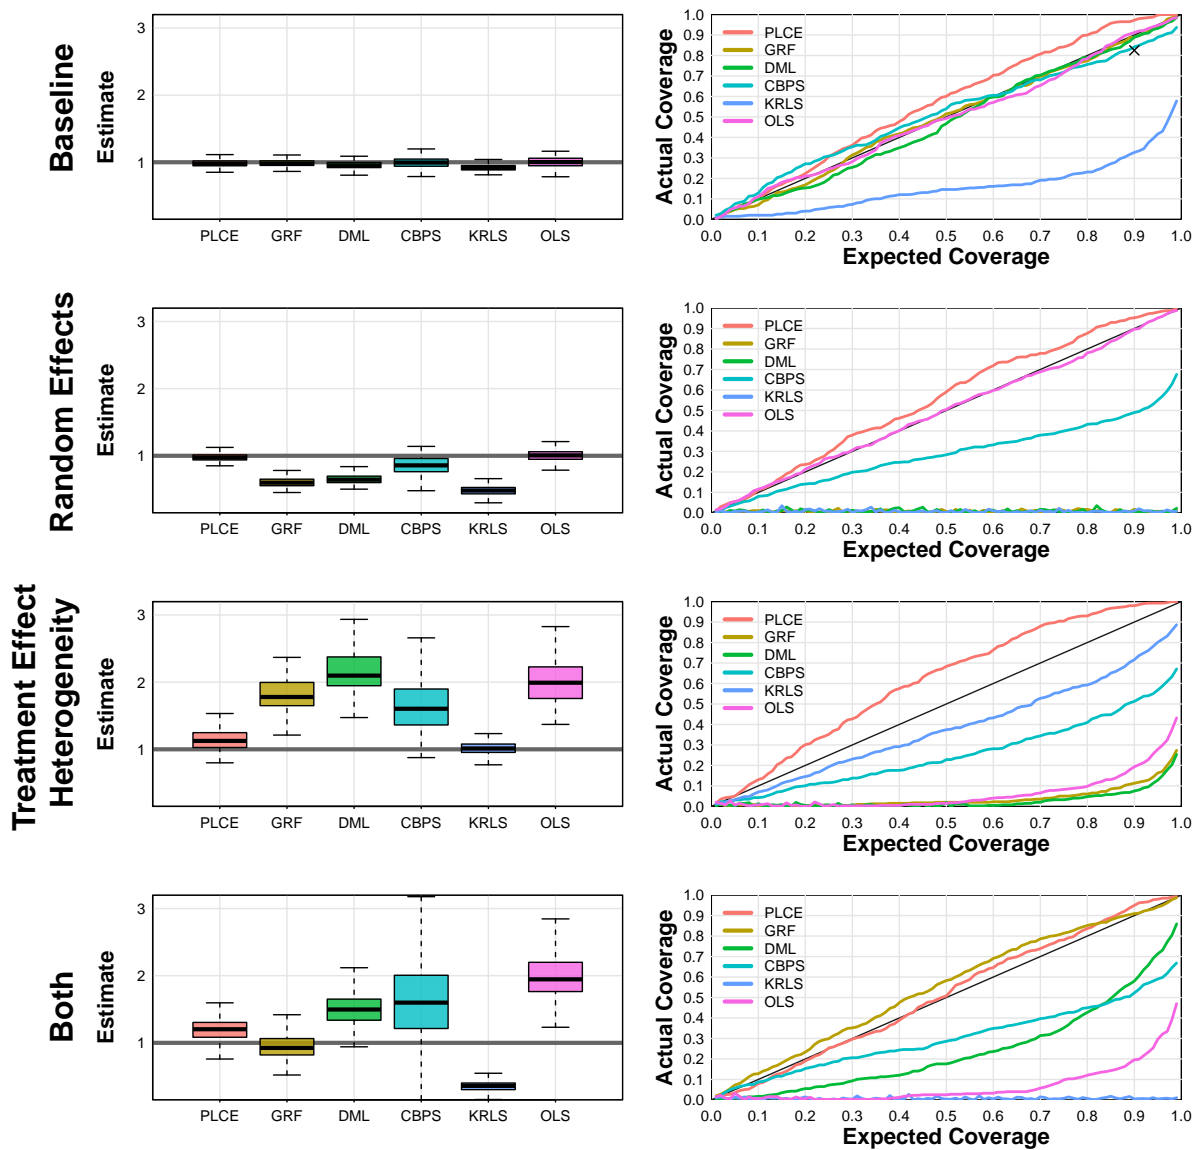 Baseline
Estimate
3
2
1
PLCE GRF DML CBPS KRLS OLS
Actual Coverage
1.0
0.9
0.8
0.7
0.6
0.5
0.4
0.3
0.2
0.1
0.0
PLCE
GRF
DML
CBPS
KRLS
OLS
0.0 0.1 0.2 0.3 0.4 0.5 0.6 0.7 0.8 0.9 1.0
Expected Coverage
Random Effects
Estimate
3
2
1
PLCE GRF DML CBPS KRLS OLS
Actual Coverage
1.0
0.9
0.8
0.7
0.6
0.5
0.4
0.3
0.2
0.1
0.0
PLCE
GRF
DML
CBPS
KRLS
OLS
0.0 0.1 0.2 0.3 0.4 0.5 0.6 0.7 0.8 0.9 1.0
Expected Coverage
Treatment Effect
Heterogeneity
Estimate
3
2
1
PLCE GRF DML CBPS KRLS OLS
Actual Coverage
1.0
0.9
0.8
0.7
0.6
0.5
0.4
0.3
0.2
0.1
0.0
PLCE
GRF
DML
CBPS
KRLS
OLS
0.0 0.1 0.2 0.3 0.4 0.5 0.6 0.7 0.8 0.9 1.0
Expected Coverage
Both
Estimate
3
2
1
PLCE GRF DML CBPS KRLS OLS
Actual Coverage
1.0
0.9
0.8
0.7
0.6
0.5
0.4
0.3
0.2
0.1
0.0
PLCE
GRF
DML
CBPS
KRLS
OLS
0.0 0.1 0.2 0.3 0.4 0.5 0.6 0.7 0.8 0.9 1.0
Expected Coverage